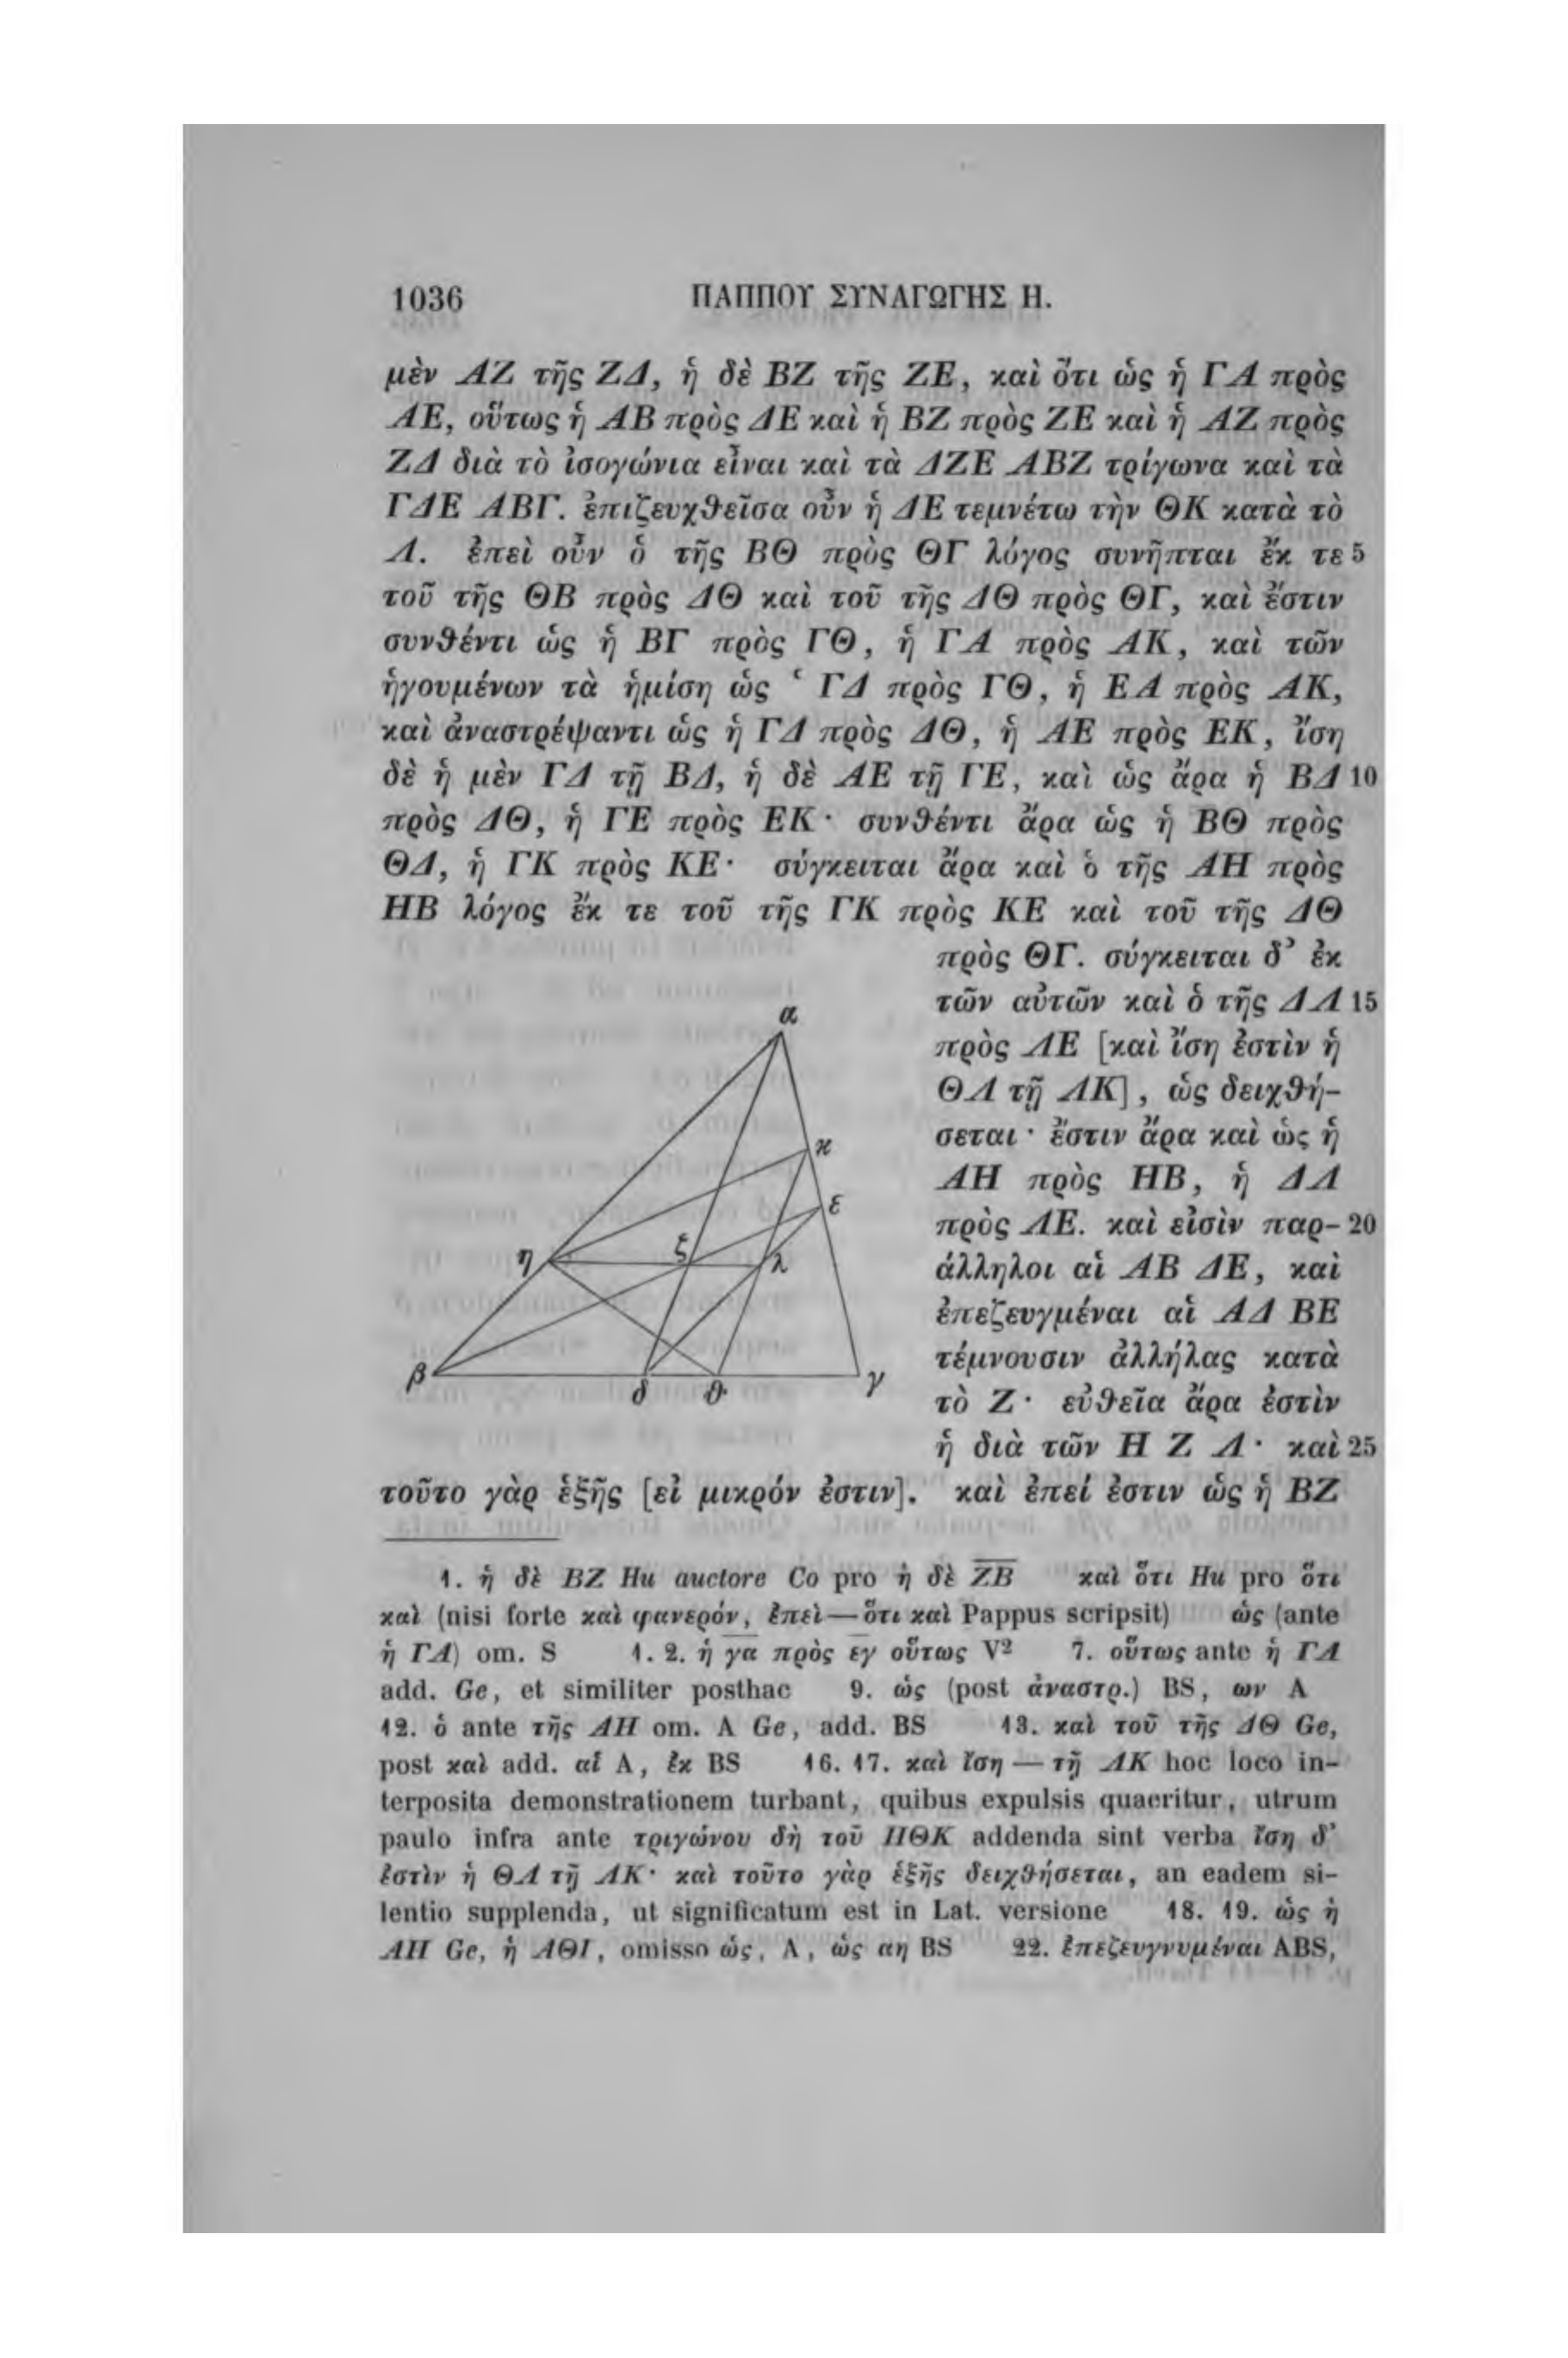 1036 ΠΑΠΠΟΥ ΣΥΝΑΓΩΓΗΣ Η.
μὲν ΑΖ τῆς ΖΔ, ἡ δὲ ΒΖ τῆς ΖΕ, καὶ ὅτι ὡς ἡ ΓΑ πρὸς
ΑΕ, οὕτως ἡ ΑΒ πρὸς ΔΕ καὶ ἡ ΒΖ πρὸς ΖΕ καὶ ἡ ΑΖ πρὸς
ΖΔ διὰ τὸ ἰσογώνια εἶναι καὶ τὰ ΔΖΕ ΑΒΖ τρίγωνα καὶ τὰ
ΓΔΕ ΑΒΓ. ἐπιζευχθεῖσα οὖν ἡ ΔΕ τεμνέτω τὴν ΘΚ κατὰ τὸ
Λ. ἐπεὶ οὖν ὁ τῆς ΒΘ πρὸς ΘΓ λόγος συνῆπται ἔκ τε 5
τοῦ τῆς ΘΒ πρὸς ΔΘ καὶ τοῦ τῆς ΔΘ πρὸς ΘΓ, καὶ ἔστιν
συνθέντι ὡς ἡ ΒΓ πρὸς ΓΘ, ἡ ΓΑ πρὸς ΑΚ, καὶ τῶν
ἡγουμένων τὰ ἡμίση ὡς ῾ ΓΔ πρὸς ΓΘ, ἡ ΕΑ πρὸς ΑΚ,
καὶ ἀναστρέψαντι ὡς ἡ ΓΔ πρὸς ΔΘ, ἡ ΑΕ πρὸς ΕΚ, ἴση
δὲ ἡ μὲν ΓΔ τῇ ΒΔ, ἡ δὲ ΑΕ τῇ ΓΕ, καὶ ὡς ἄρα ἡ ΒΔ 10
πρὸς ΔΘ, ἡ ΓΕ πρὸς ΕΚ· συνθέντι ἄρα ὡς ἡ ΒΘ πρὸς
ΘΔ, ἡ ΓΚ πρὸς ΚΕ· σύγκειται ἄρα καὶ ὁ τῆς ΑΗ πρὸς
ΗΒ λόγος ἔκ τε τοῦ τῆς ΓΚ πρὸς ΚΕ καὶ τοῦ τῆς ΔΘ
πρὸς ΘΓ. σύγκειται δ᾽ ἐκ
τῶν αὐτῶν καὶ ὁ τῆς ΔΛ 15
πρὸς ΛΕ [καὶ ἴση ἐστὶν ἡ
ΘΛ τῇ ΛΚ], ὡς δειχθή-
σεται· ἔστιν ἄρα καὶ ὡς ἡ
ΑΗ πρὸς ΗΒ, ἡ ΔΛ
πρὸς ΛΕ. καὶ εἰσὶν παρ- 20
άλληλοι αἱ ΑΒ ΔΕ, καὶ
ἐπεζευγμέναι αἱ ΑΔ ΒΕ
τέμνουσιν ἀλλήλας κατὰ
τὸ Ζ· εὐθεῖα ἄρα ἐστὶν
ἡ διὰ τῶν Η Ζ Λ· καὶ 25
α
κ
ε
η ζ λ
β δ θ γ
τοῦτο γὰρ ἑξῆς [εἰ μικρόν ἐστιν]. καὶ ἐπεί ἐστιν ὡς ἡ ΒΖ
1. ἡ δὲ ΒΖ Hu auctore Co pro ἡ δὲ Z̅B̅ καὶ ὅτι Hu pro ὅτι
καὶ (nisi forte καὶ φανερόν, ἐπεὶ — ὅτι καὶ Pappus scripsit) ὡς (ante
ἡ ΓΑ) om. S 1. 2. ἡ γ̅α̅ πρὸς ε̅γ̅ οὕτως V² 7. οὕτως ante ἡ ΓΑ
add. Ge, et similiter posthac 9. ὡς (post ἀναστρ.) BS, ων A
12. ὁ ante τῆς ΑΗ om. A Ge, add. BS 13. καὶ τοῦ τῆς ΔΘ Ge,
post καὶ add. αἱ A, ἐκ BS 16. 17. καὶ ἴση — τῇ ΛΚ hoc loco in-
terposita demonstrationem turbant, quibus expulsis quaeritur, utrum
paulo infra ante τριγώνου δὴ τοῦ ΗΘΚ addenda sint verba ἴση δ᾽
ἐστὶν ἡ ΘΛ τῇ ΛΚ· καὶ τοῦτο γὰρ ἑξῆς δειχθήσεται, an eadem si-
lentio supplenda, ut significatum est in Lat. versione 18. 19. ὡς ἡ
ΑΗ Ge, ἡ ΑΘΙ, omisso ὡς, A, ὡς αη BS 22. ἐπεζευγνυμέναι ABS,